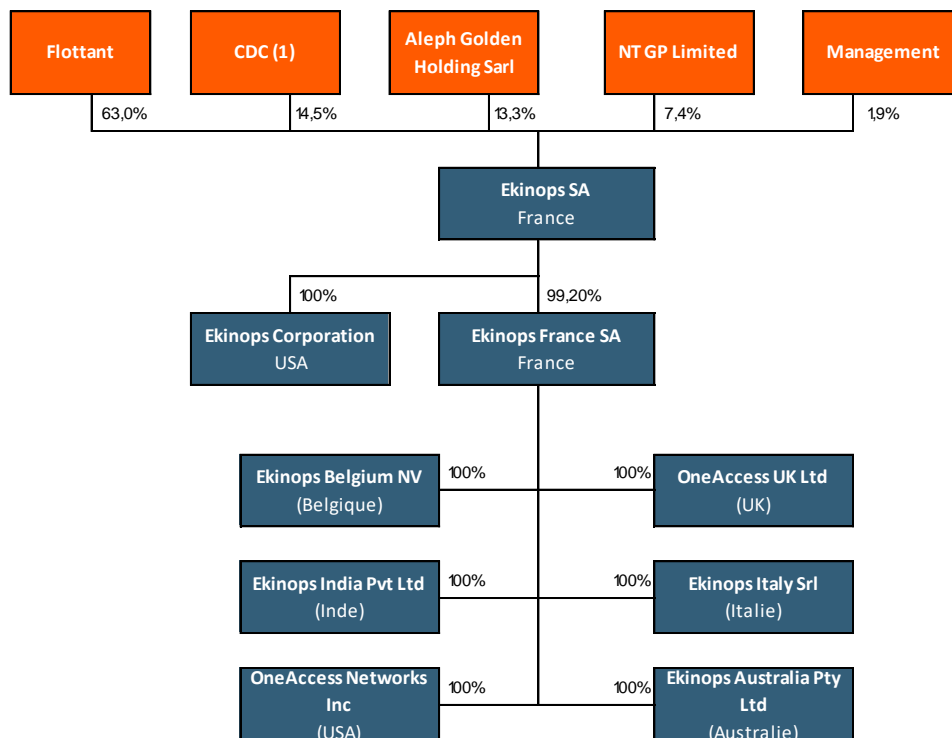 Flottant
CDC (1)
Aleph Golden
Holding Sarl
NT GP Limited
Management
63,0%
14,5%
13,3%
7,4%
1,9%
Ekinops SA
France
100%
99,20%
Ekinops Corporation
USA
Ekinops France SA
France
Ekinops Belgium NV
(Belgique)
100%
100%
OneAccess UK Ltd
(UK)
Ekinops India Pvt Ltd
(Inde)
100%
100%
Ekinops Italy Srl
(Italie)
OneAccess Networks
Inc
(USA)
100%
100%
Ekinops Australia Pty
Ltd
(Australie)